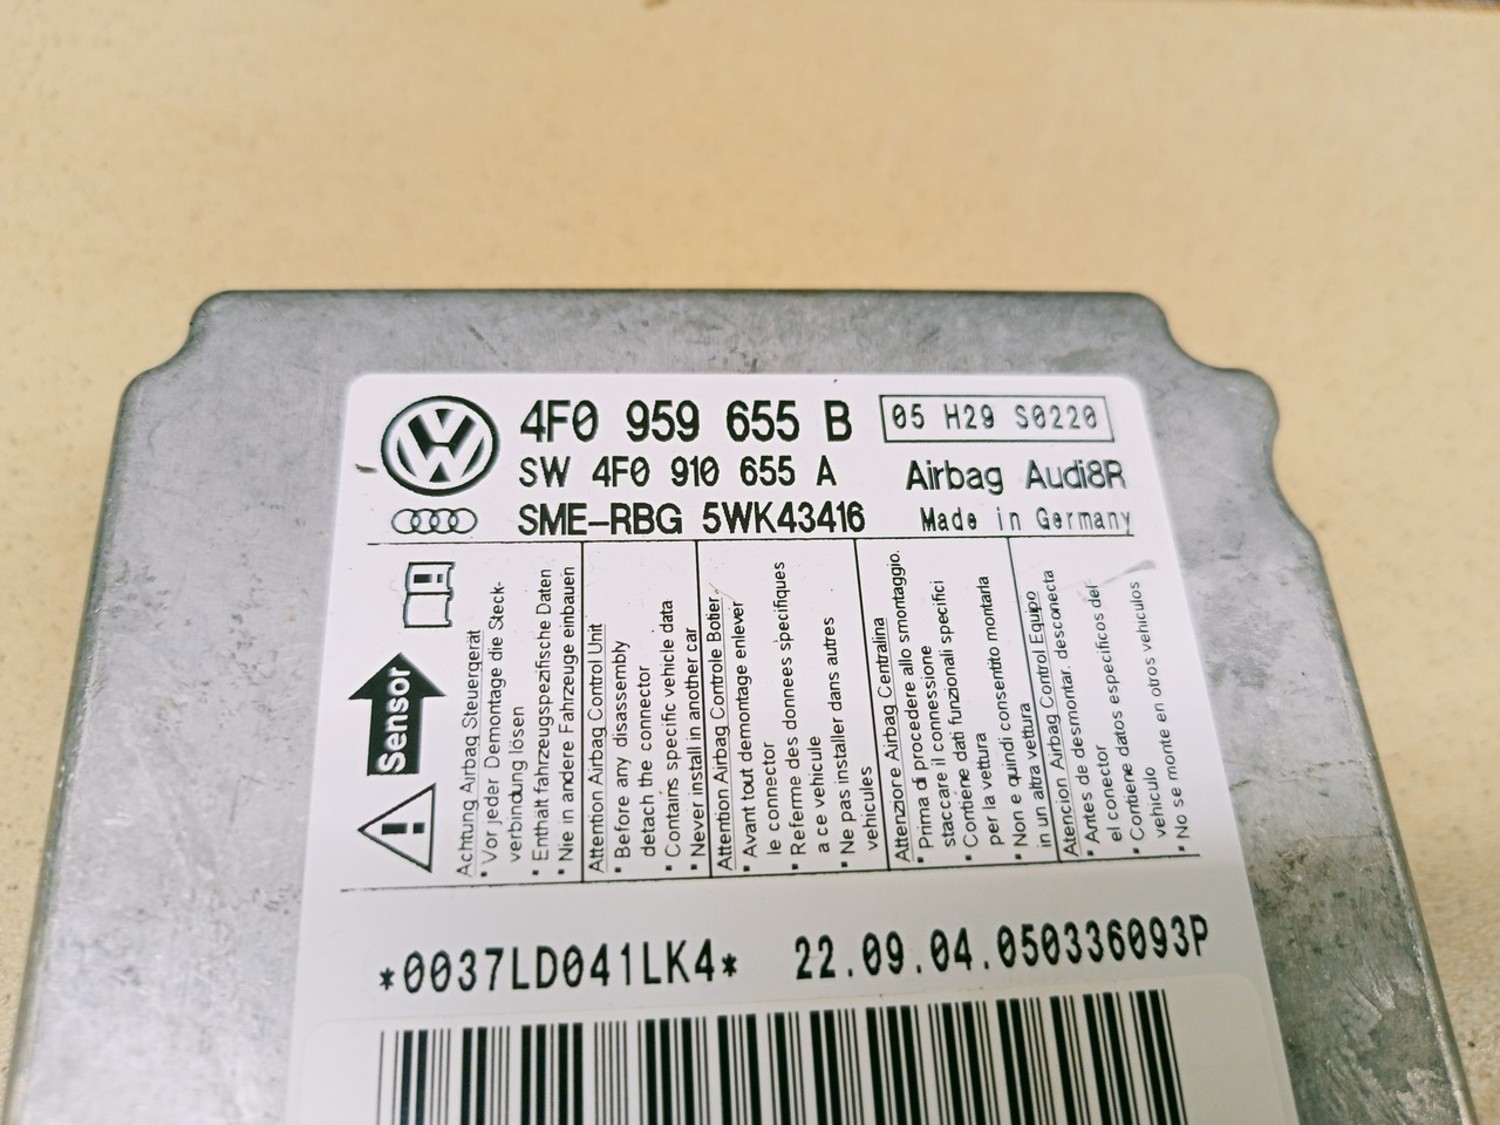 4F0 959 655 B
05 H29 S0220
SW 4F0 910 655 A
Airbag Audi8R
SME-RBG 5WK43416
Made in Germany
Sensor
Achtung Airbag Steuergerät
▪ Vor jeder Demontage die Steck-
verbindung lösen
▪ Enthält fahrzeugspezifische Daten
▪ Nie in andere Fahrzeuge einbauen
Attention Airbag Control Unit
▪ Before any disassembly
detach the connector
▪ Contains specific vehicle data
▪ Never install in another car
Attention Airbag Controle Botier
▪ Avant tout demontage enlever
le connector
▪ Referme des donnees specifiques
a ce vehicule
▪ Ne pas installer dans autres
vehicules
Attenzione Airbag Centralina
▪ Prima di procedere allo smontaggio.
staccare il connessione
▪ Contiene dati funzionali specifici
per la vettura
▪ Non e quindi consentito montarla
in un altra vettura
Atencion Airbag Control Equipo
▪ Antes de desmontar. desconecta
el conector
▪ Contiene datos especificos del
vehiculo
▪ No se monte en otros vehiculos
*0037LD041LK4*
22.09.04.050336093P